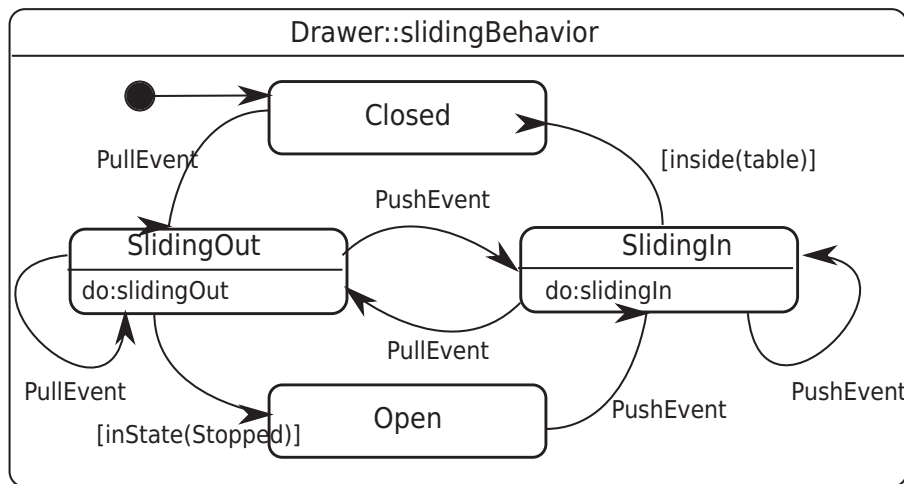 Drawer::slidingBehavior
Closed
PullEvent
[inside(table)]
PushEvent
SlidingOut
do:slidingOut
SlidingIn
do:slidingIn
PullEvent
PullEvent
PushEvent
Open
PushEvent
[inState(Stopped)]